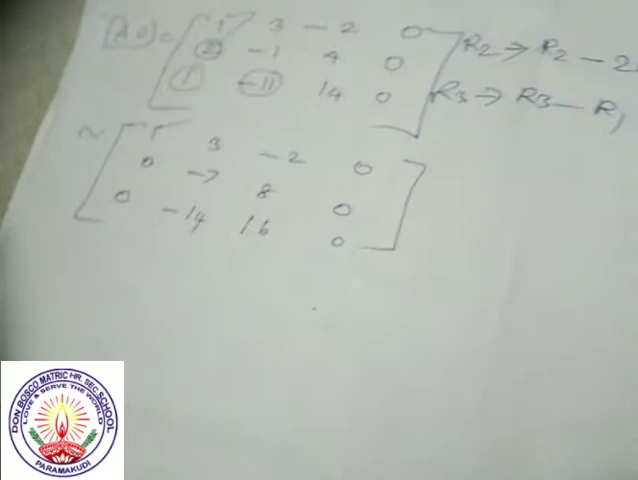 [A 0] = [ 1 3 -2 0
2 -1 4 0 R2 → R2 - 2
1 -11 14 0 ] R3 → R3 - R1
~ [ 1 3 -2 0
0 -7 8 0
0 -14 16 0 ]
DON BOSCO MATRIC HR. SEC. SCHOOL
LOVE & SERVE THE WORLD
PARAMAKUDI